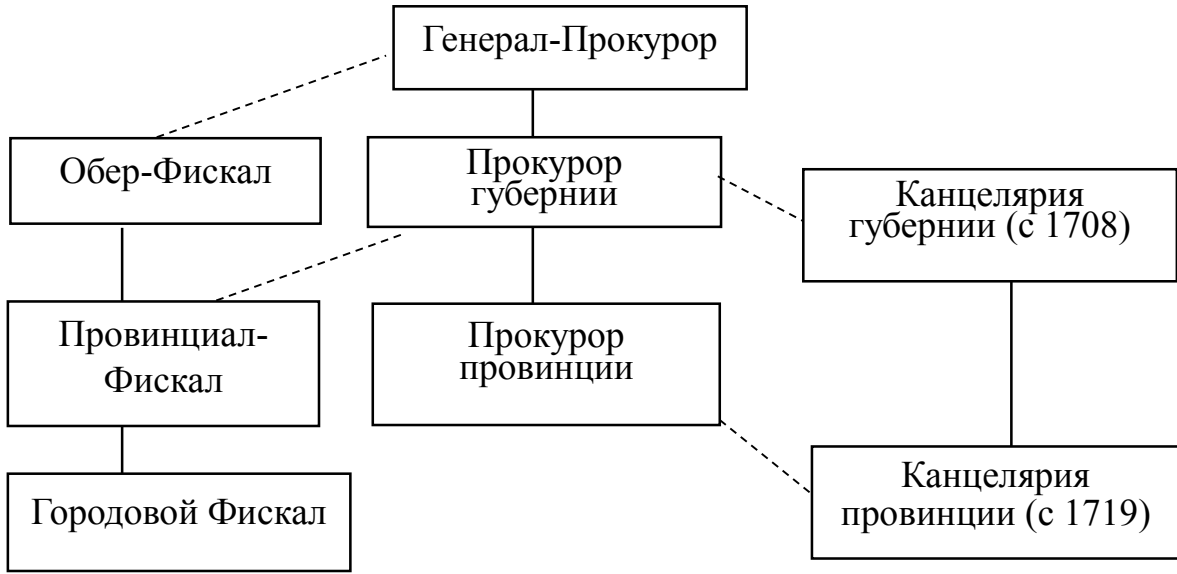 Генерал-Прокурор
Обер-Фискал
Прокурор
губернии
Канцелярия
губернии (с 1708)
Провинциал-
Фискал
Прокурор
провинции
Городовой Фискал
Канцелярия
провинции (с 1719)